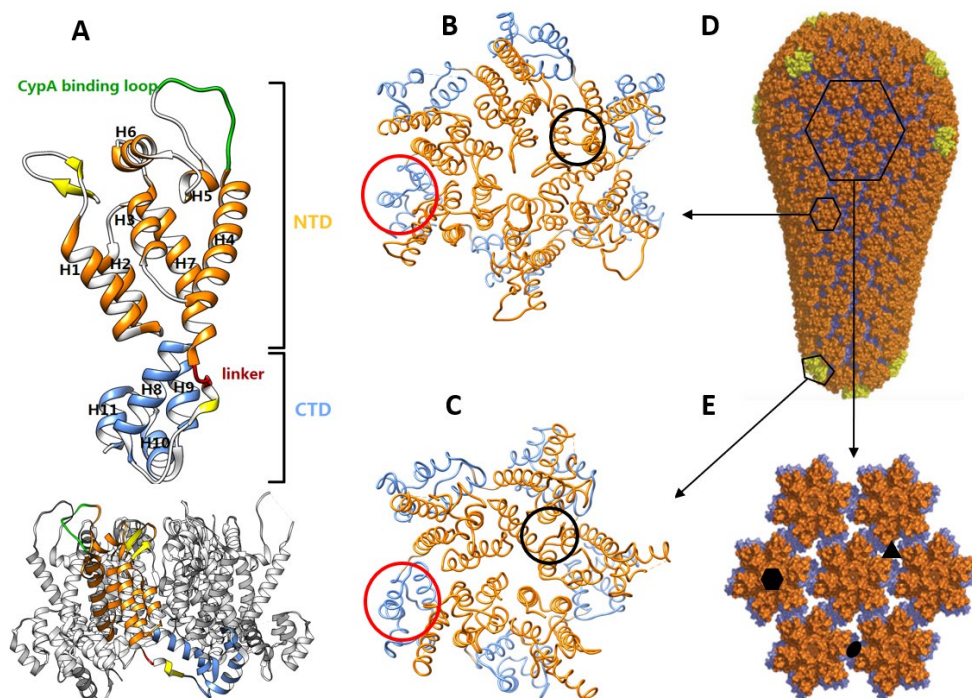 A
CypA binding loop
H6
H5
H3
H4
H1
H2
H7
NTD
linker
H8
H9
CTD
H11
H10
B
C
D
E